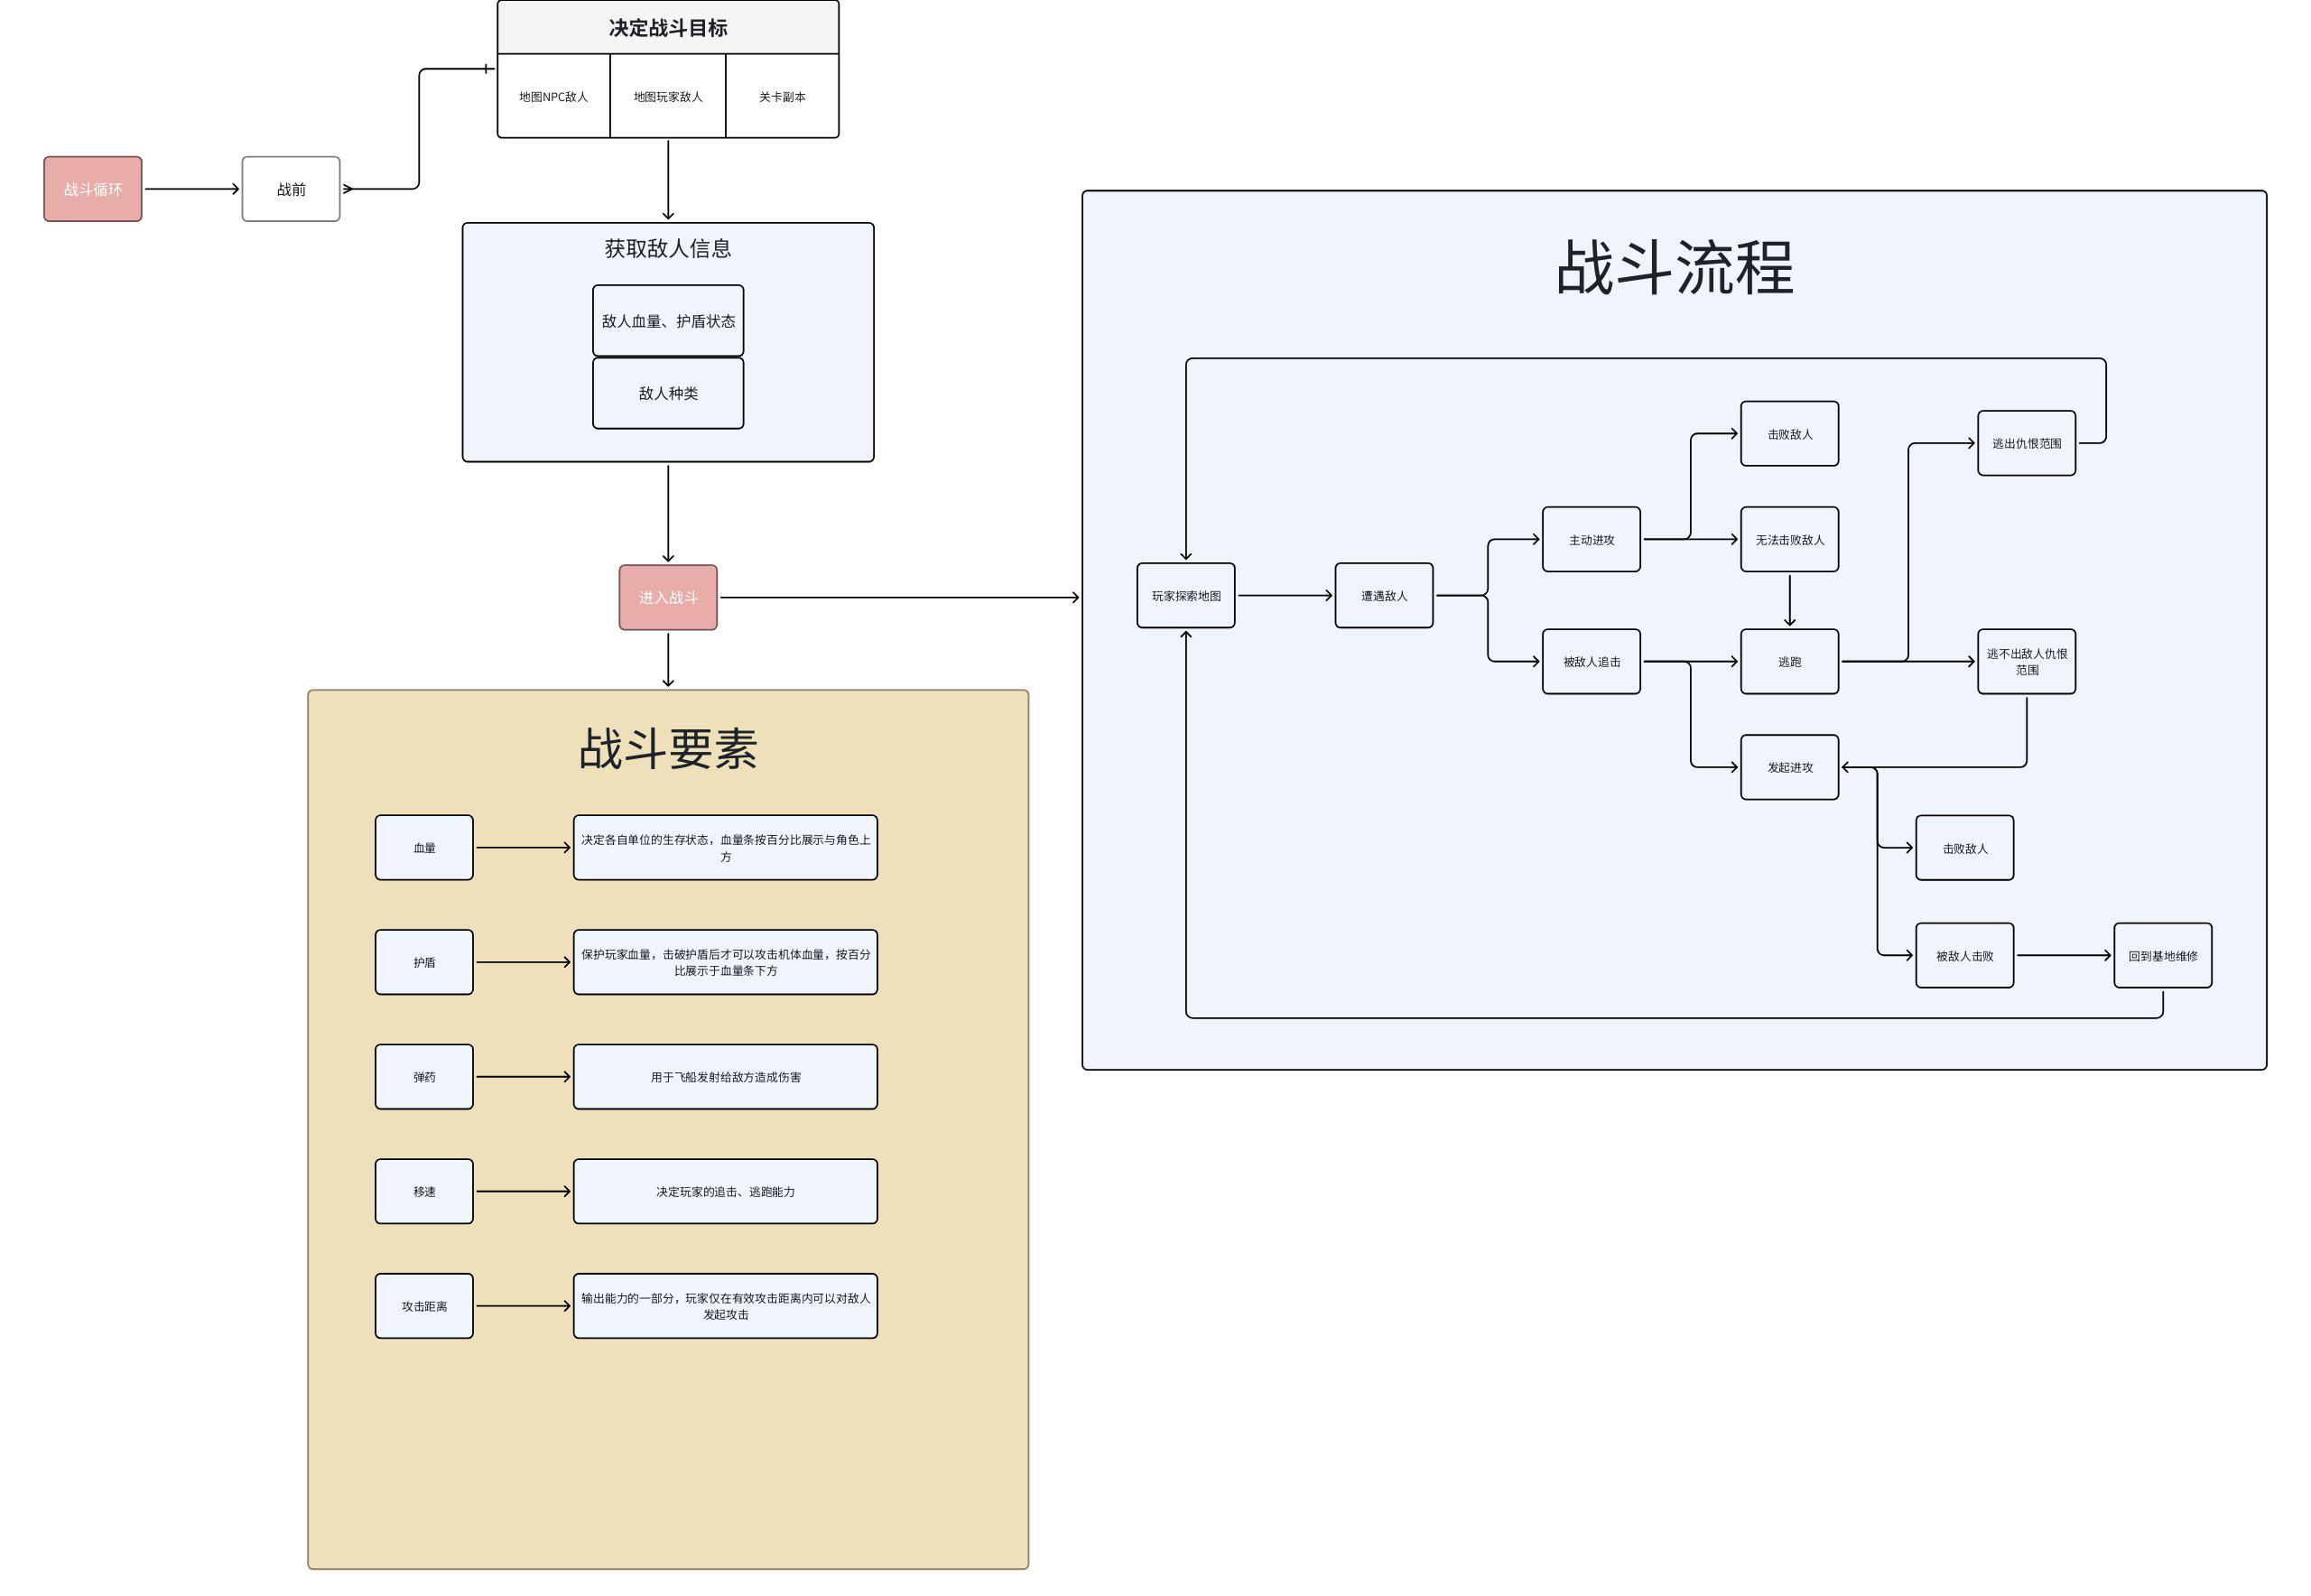 决定战斗目标
地图NPC敌人
地图玩家敌人
关卡副本
战斗循环
战前
获取敌人信息
敌人血量、护盾状态
敌人种类
进入战斗
战斗要素
血量
决定各自单位的生存状态，血量条按百分比展示与角色上
方
护盾
保护玩家血量，击破护盾后才可以攻击机体血量，按百分
比展示于血量条下方
弹药
用于飞船发射给敌方造成伤害
移速
决定玩家的追击、逃跑能力
攻击距离
输出能力的一部分，玩家仅在有效攻击距离内可以对敌人
发起攻击
战斗流程
玩家探索地图
遭遇敌人
主动进攻
被敌人追击
击败敌人
无法击败敌人
逃跑
发起进攻
逃出仇恨范围
逃不出敌人仇恨
范围
击败敌人
被敌人击败
回到基地维修